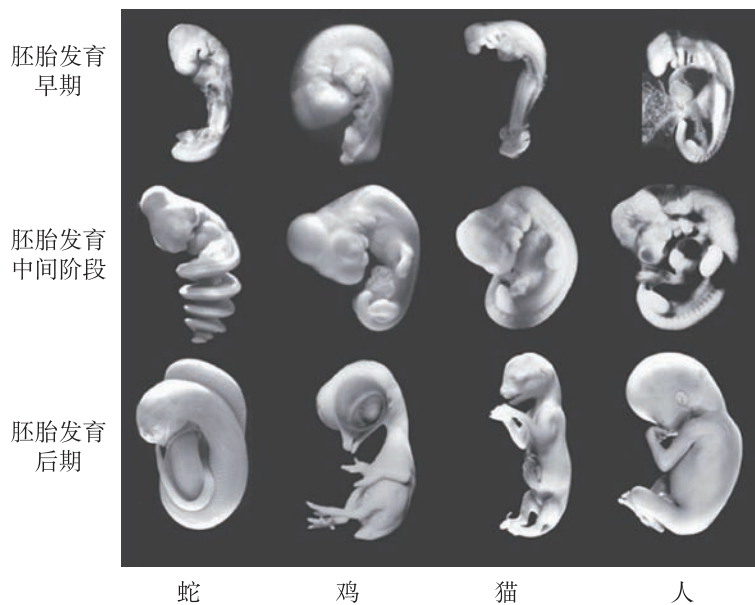 胚胎发育
早期
胚胎发育
中间阶段
胚胎发育
后期
蛇 鸡 猫 人